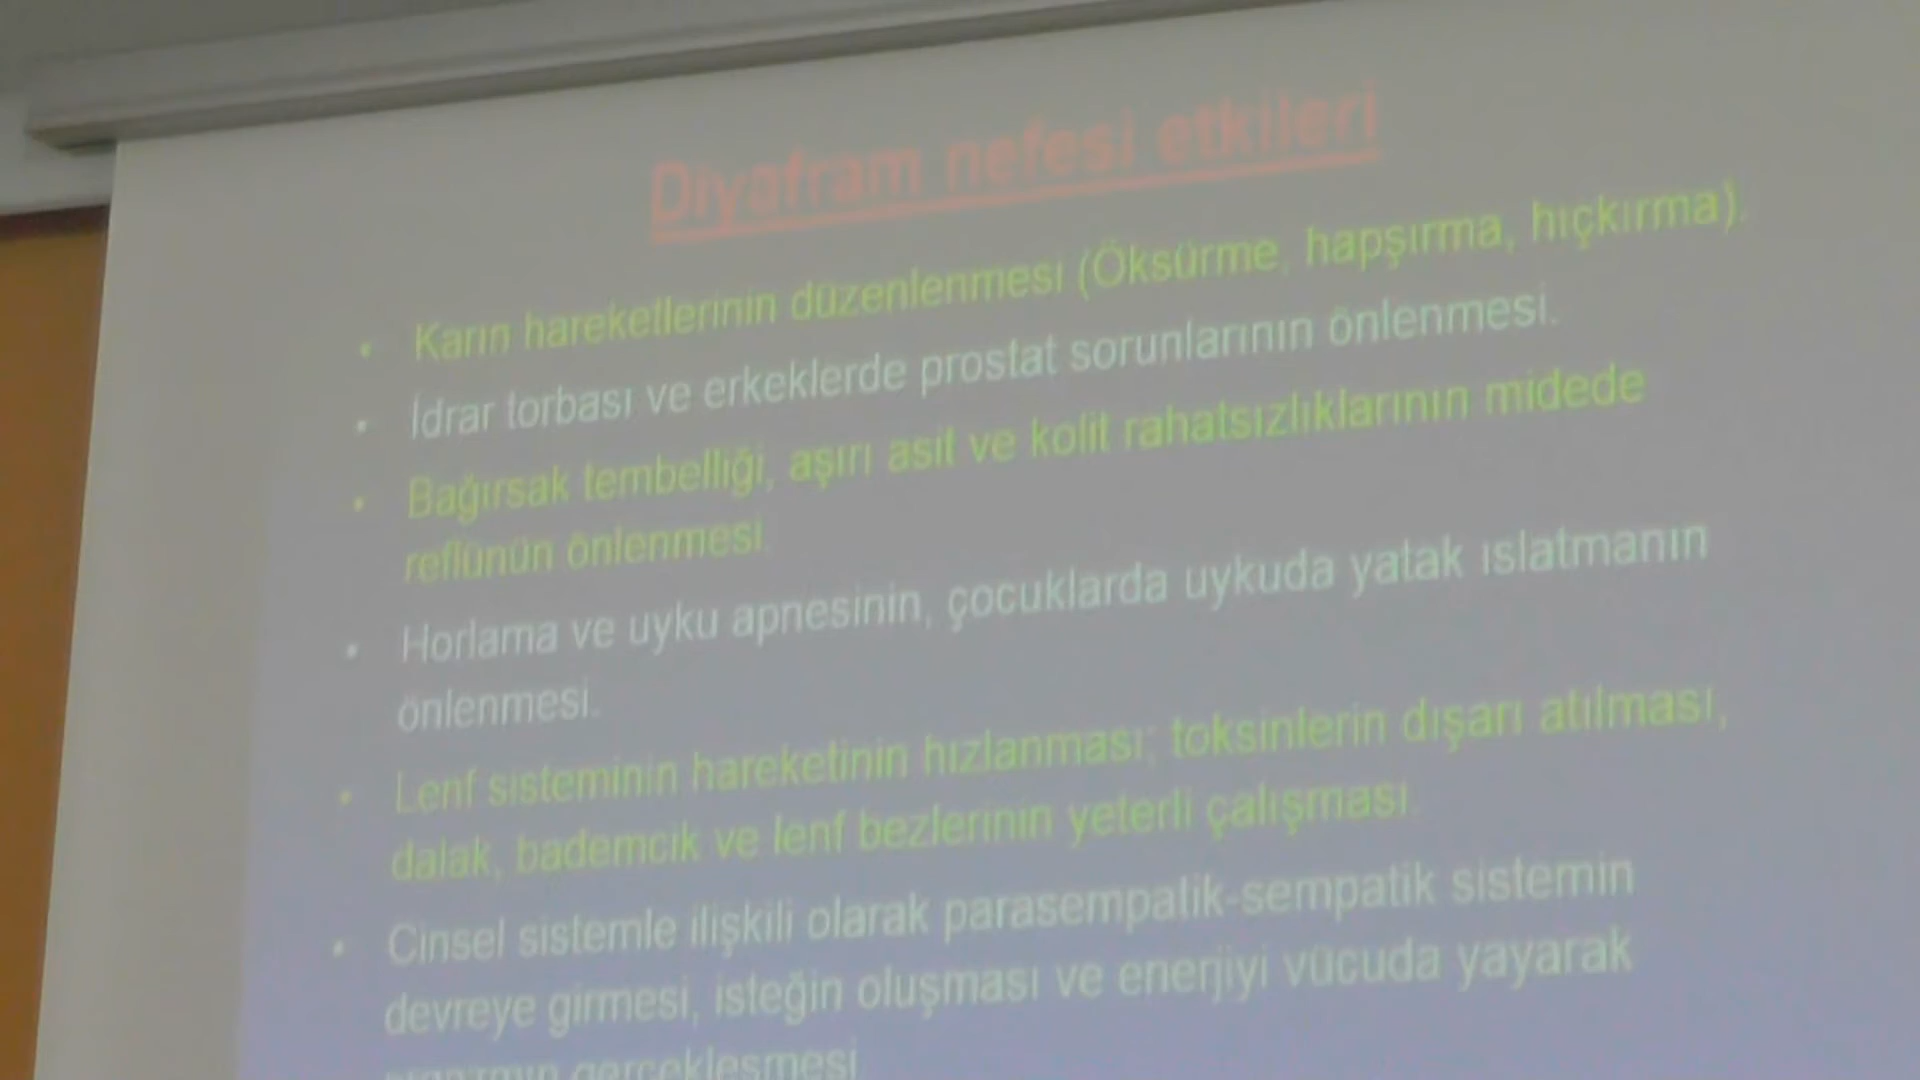 Diyafram nefesi etkileri
• Karın hareketlerinin düzenlenmesi (Öksürme, hapşırma, hıçkırma).
• İdrar torbası ve erkeklerde prostat sorunlarının önlenmesi.
• Bağırsak tembelliği, aşırı asit ve kolit rahatsızlıklarının midede
reflünün önlenmesi.
• Horlama ve uyku apnesinin, çocuklarda uykuda yatak ıslatmanın
önlenmesi.
• Lenf sisteminin hareketinin hızlanması; toksinlerin dışarı atılması,
dalak, bademcik ve lenf bezlerinin yeterli çalışması.
• Cinsel sistemle ilişkili olarak parasempatik-sempatik sistemin
devreye girmesi, isteğin oluşması ve enerjiyi vücuda yayarak
gerçekleşmesi